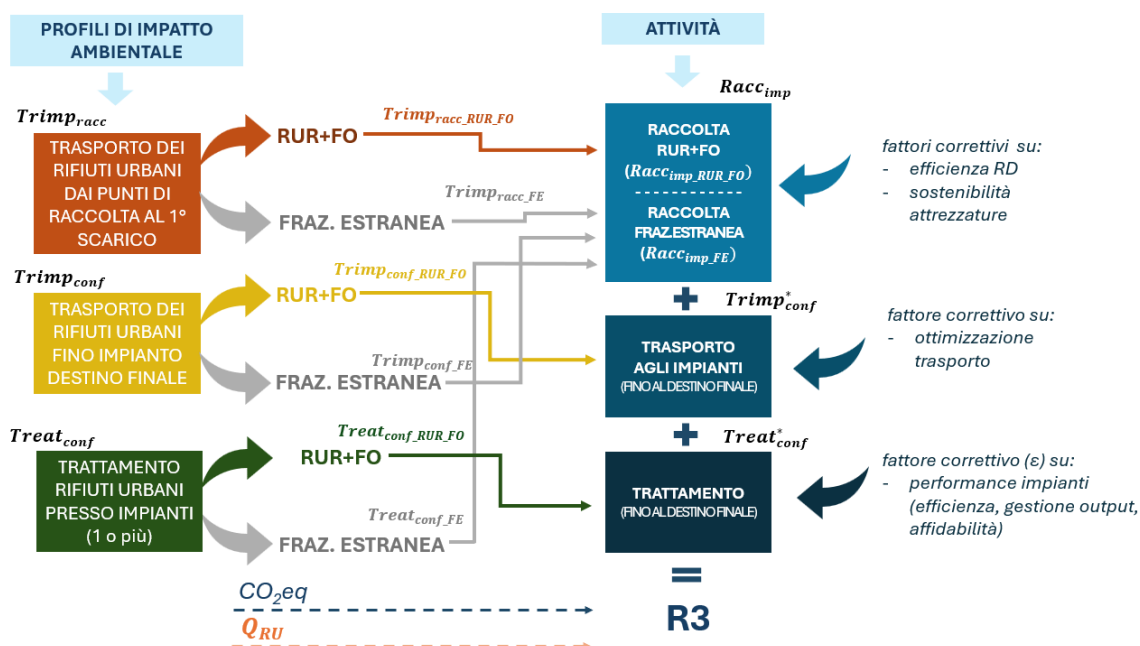 PROFILI DI IMPATTO
AMBIENTALE
ATTIVITÀ
Trimp_racc
TRASPORTO DEI
RIFIUTI URBANI
DAI PUNTI DI
RACCOLTA AL 1°
SCARICO
RUR+FO
Trimp_racc_RUR_FO
FRAZ. ESTRANEA
Trimp_racc_FE
Racc_imp
RACCOLTA
RUR+FO
(Racc_imp_RUR_FO)
RACCOLTA
FRAZ.ESTRANEA
(Racc_imp_FE)
fattori correttivi su:
- efficienza RD
- sostenibilità
attrezzature
Trimp_conf
TRASPORTO DEI
RIFIUTI URBANI
FINO IMPIANTO
DESTINO FINALE
RUR+FO
Trimp_conf_RUR_FO
FRAZ. ESTRANEA
Trimp_conf_FE
+
Trimp*_conf
TRASPORTO
AGLI IMPIANTI
(FINO AL DESTINO FINALE)
fattore correttivo su:
- ottimizzazione
trasporto
Treat_conf
TRATTAMENTO
RIFIUTI URBANI
PRESSO IMPIANTI
(1 o più)
RUR+FO
Treat_conf_RUR_FO
FRAZ. ESTRANEA
Treat_conf_FE
+
Treat*_conf
TRATTAMENTO
(FINO AL DESTINO FINALE)
fattore correttivo (ε) su:
- performance impianti
(efficienza, gestione output,
affidabilità)
=
R3
CO₂eq
Q_RU